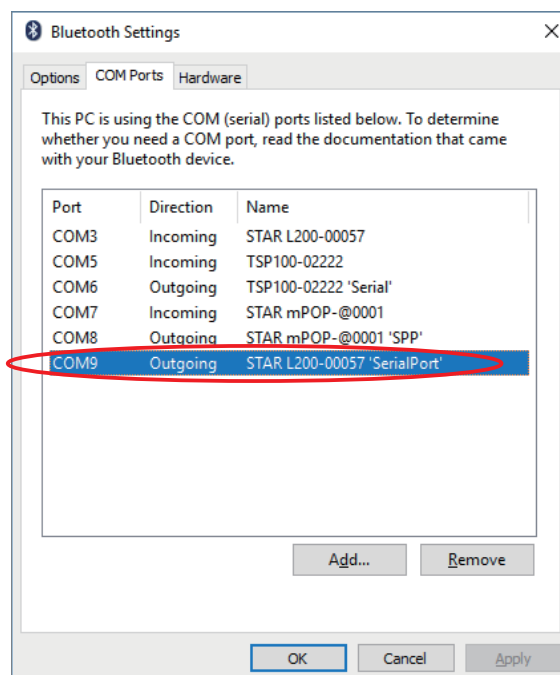 Bluetooth Settings
Options COM Ports Hardware
This PC is using the COM (serial) ports listed below. To determine
whether you need a COM port, read the documentation that came
with your Bluetooth device.
Port Direction Name
COM3 Incoming STAR L200-00057
COM5 Incoming TSP100-02222
COM6 Outgoing TSP100-02222 'Serial'
COM7 Incoming STAR mPOP-@0001
COM8 Outgoing STAR mPOP-@0001 'SPP'
COM9 Outgoing STAR L200-00057 'SerialPort'
Add... Remove
OK Cancel Apply